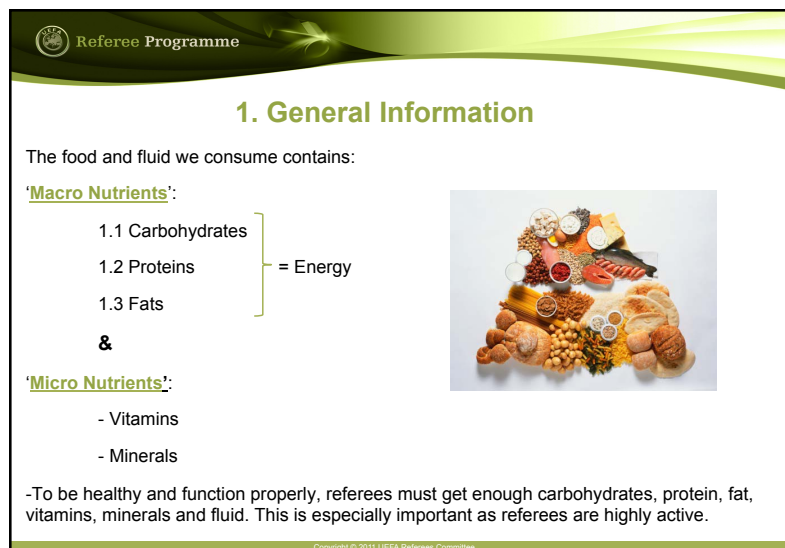 UEFA
Referee Programme
1. General Information
The food and fluid we consume contains:
‘Macro Nutrients’:
1.1 Carbohydrates
1.2 Proteins
= Energy
1.3 Fats
&
‘Micro Nutrients’:
- Vitamins
- Minerals
-To be healthy and function properly, referees must get enough carbohydrates, protein, fat,
vitamins, minerals and fluid. This is especially important as referees are highly active.
Copyright © 2011 UEFA Referees Committee